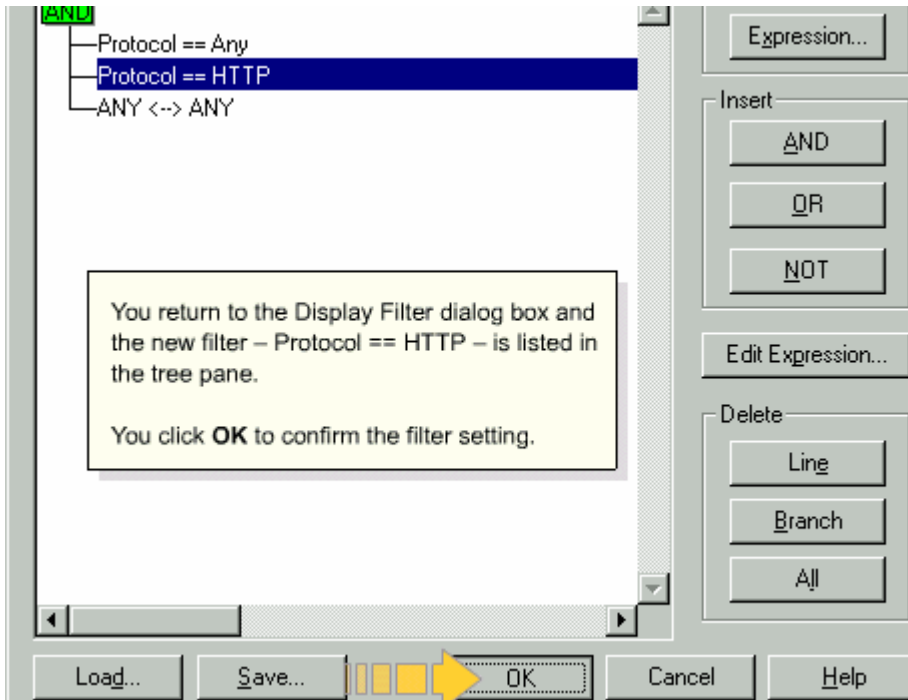 AND
Protocol == Any
Protocol == HTTP
ANY <--> ANY
Expression...
Insert
AND
OR
NOT
You return to the Display Filter dialog box and
the new filter – Protocol == HTTP – is listed in
the tree pane.
You click OK to confirm the filter setting.
Edit Expression...
Delete
Line
Branch
All
Load...
Save...
OK
Cancel
Help